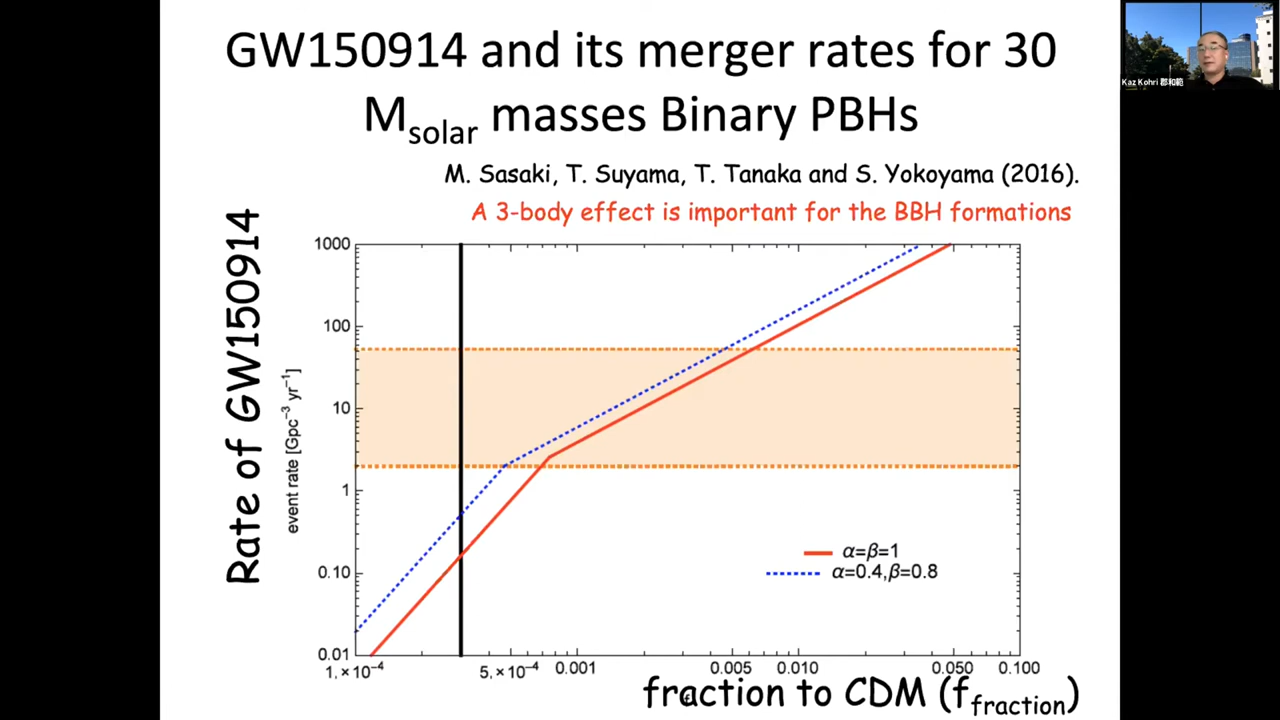 GW150914 and its merger rates for 30
Msolar masses Binary PBHs
M. Sasaki, T. Suyama, T. Tanaka and S. Yokoyama (2016).
A 3-body effect is important for the BBH formations
Rate of GW150914
event rate [Gpc⁻³ yr⁻¹]
1000
100
10
1
0.10
0.01
α=β=1
α=0.4,β=0.8
1.×10⁻⁴
5.×10⁻⁴
0.001
0.005
0.010
0.050
0.100
fraction to CDM (ffraction)
Kaz Kohri 郡和範